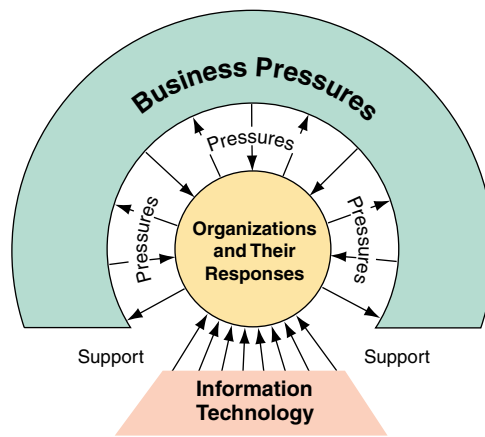 Business Pressures
Pressures
Pressures
Pressures
Organizations
and Their
Responses
Support
Support
Information
Technology